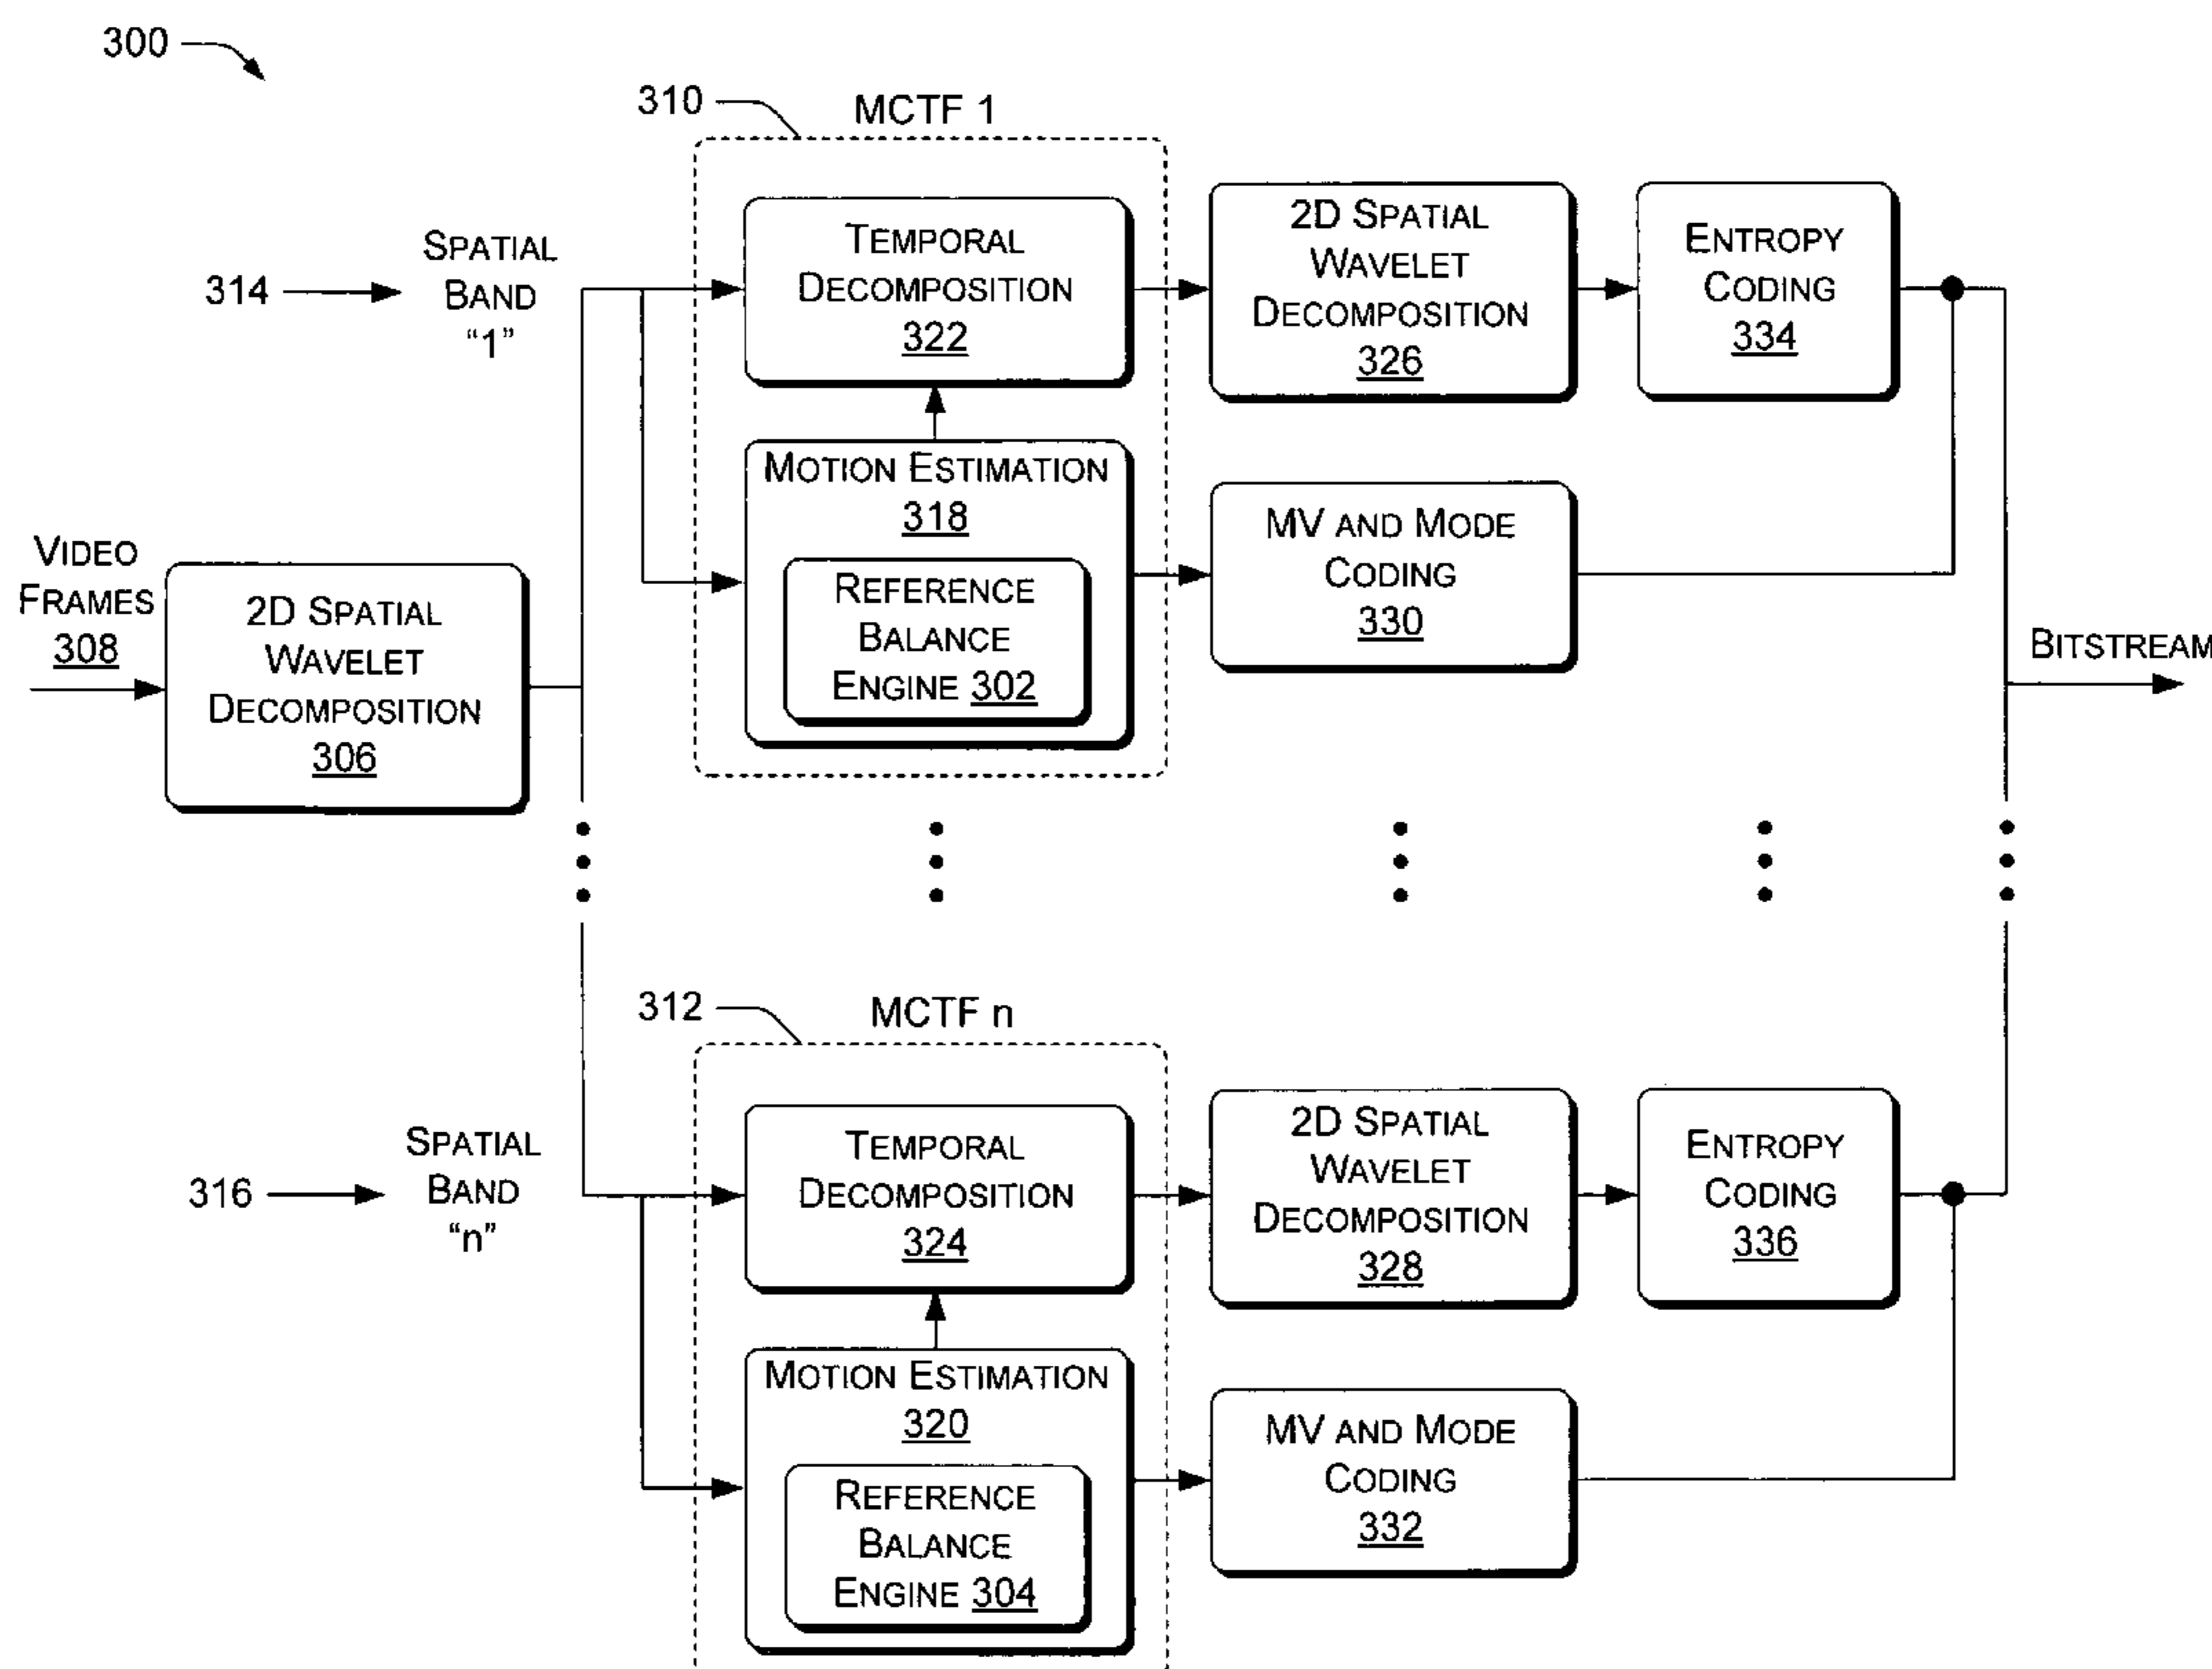 300
310
MCTF 1
314
SPATIAL
BAND
“1”
TEMPORAL
DECOMPOSITION
322
2D SPATIAL
WAVELET
DECOMPOSITION
326
ENTROPY
CODING
334
MOTION ESTIMATION
318
REFERENCE
BALANCE
ENGINE 302
MV AND MODE
CODING
330
VIDEO
FRAMES
308
2D SPATIAL
WAVELET
DECOMPOSITION
306
BITSTREAM
312
MCTF n
316
SPATIAL
BAND
“n”
TEMPORAL
DECOMPOSITION
324
2D SPATIAL
WAVELET
DECOMPOSITION
328
ENTROPY
CODING
336
MOTION ESTIMATION
320
REFERENCE
BALANCE
ENGINE 304
MV AND MODE
CODING
332